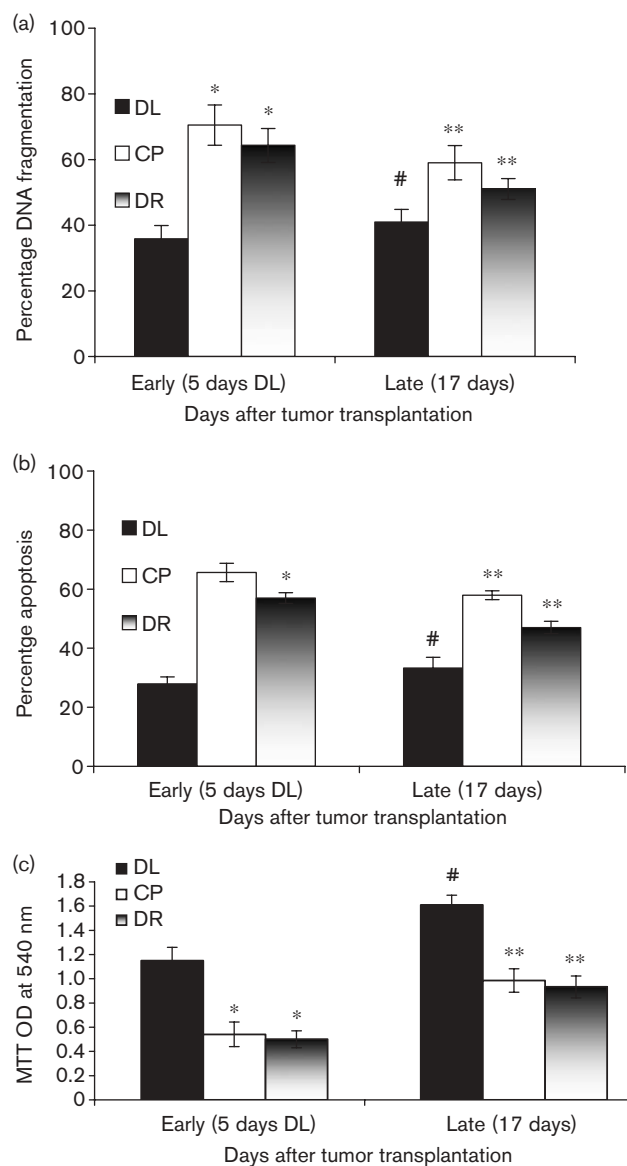 (a)
100
80
60
40
20
0
Percentage DNA fragmentation
DL
CP
DR
*
*
#
**
**
Early (5 days DL)
Late (17 days)
Days after tumor transplantation
(b)
100
80
60
40
20
0
Percentge apoptosis
DL
CP
DR
*
#
**
**
Early (5 days DL)
Late (17 days)
Days after tumor transplantation
(c)
DL
CP
DR
1.8
1.6
1.2
1.2
1.0
0.6
0.6
0.4
0.2
0
MTT OD at 540 nm
*
*
#
**
**
Early (5 days DL)
Late (17 days)
Days after tumor transplantation